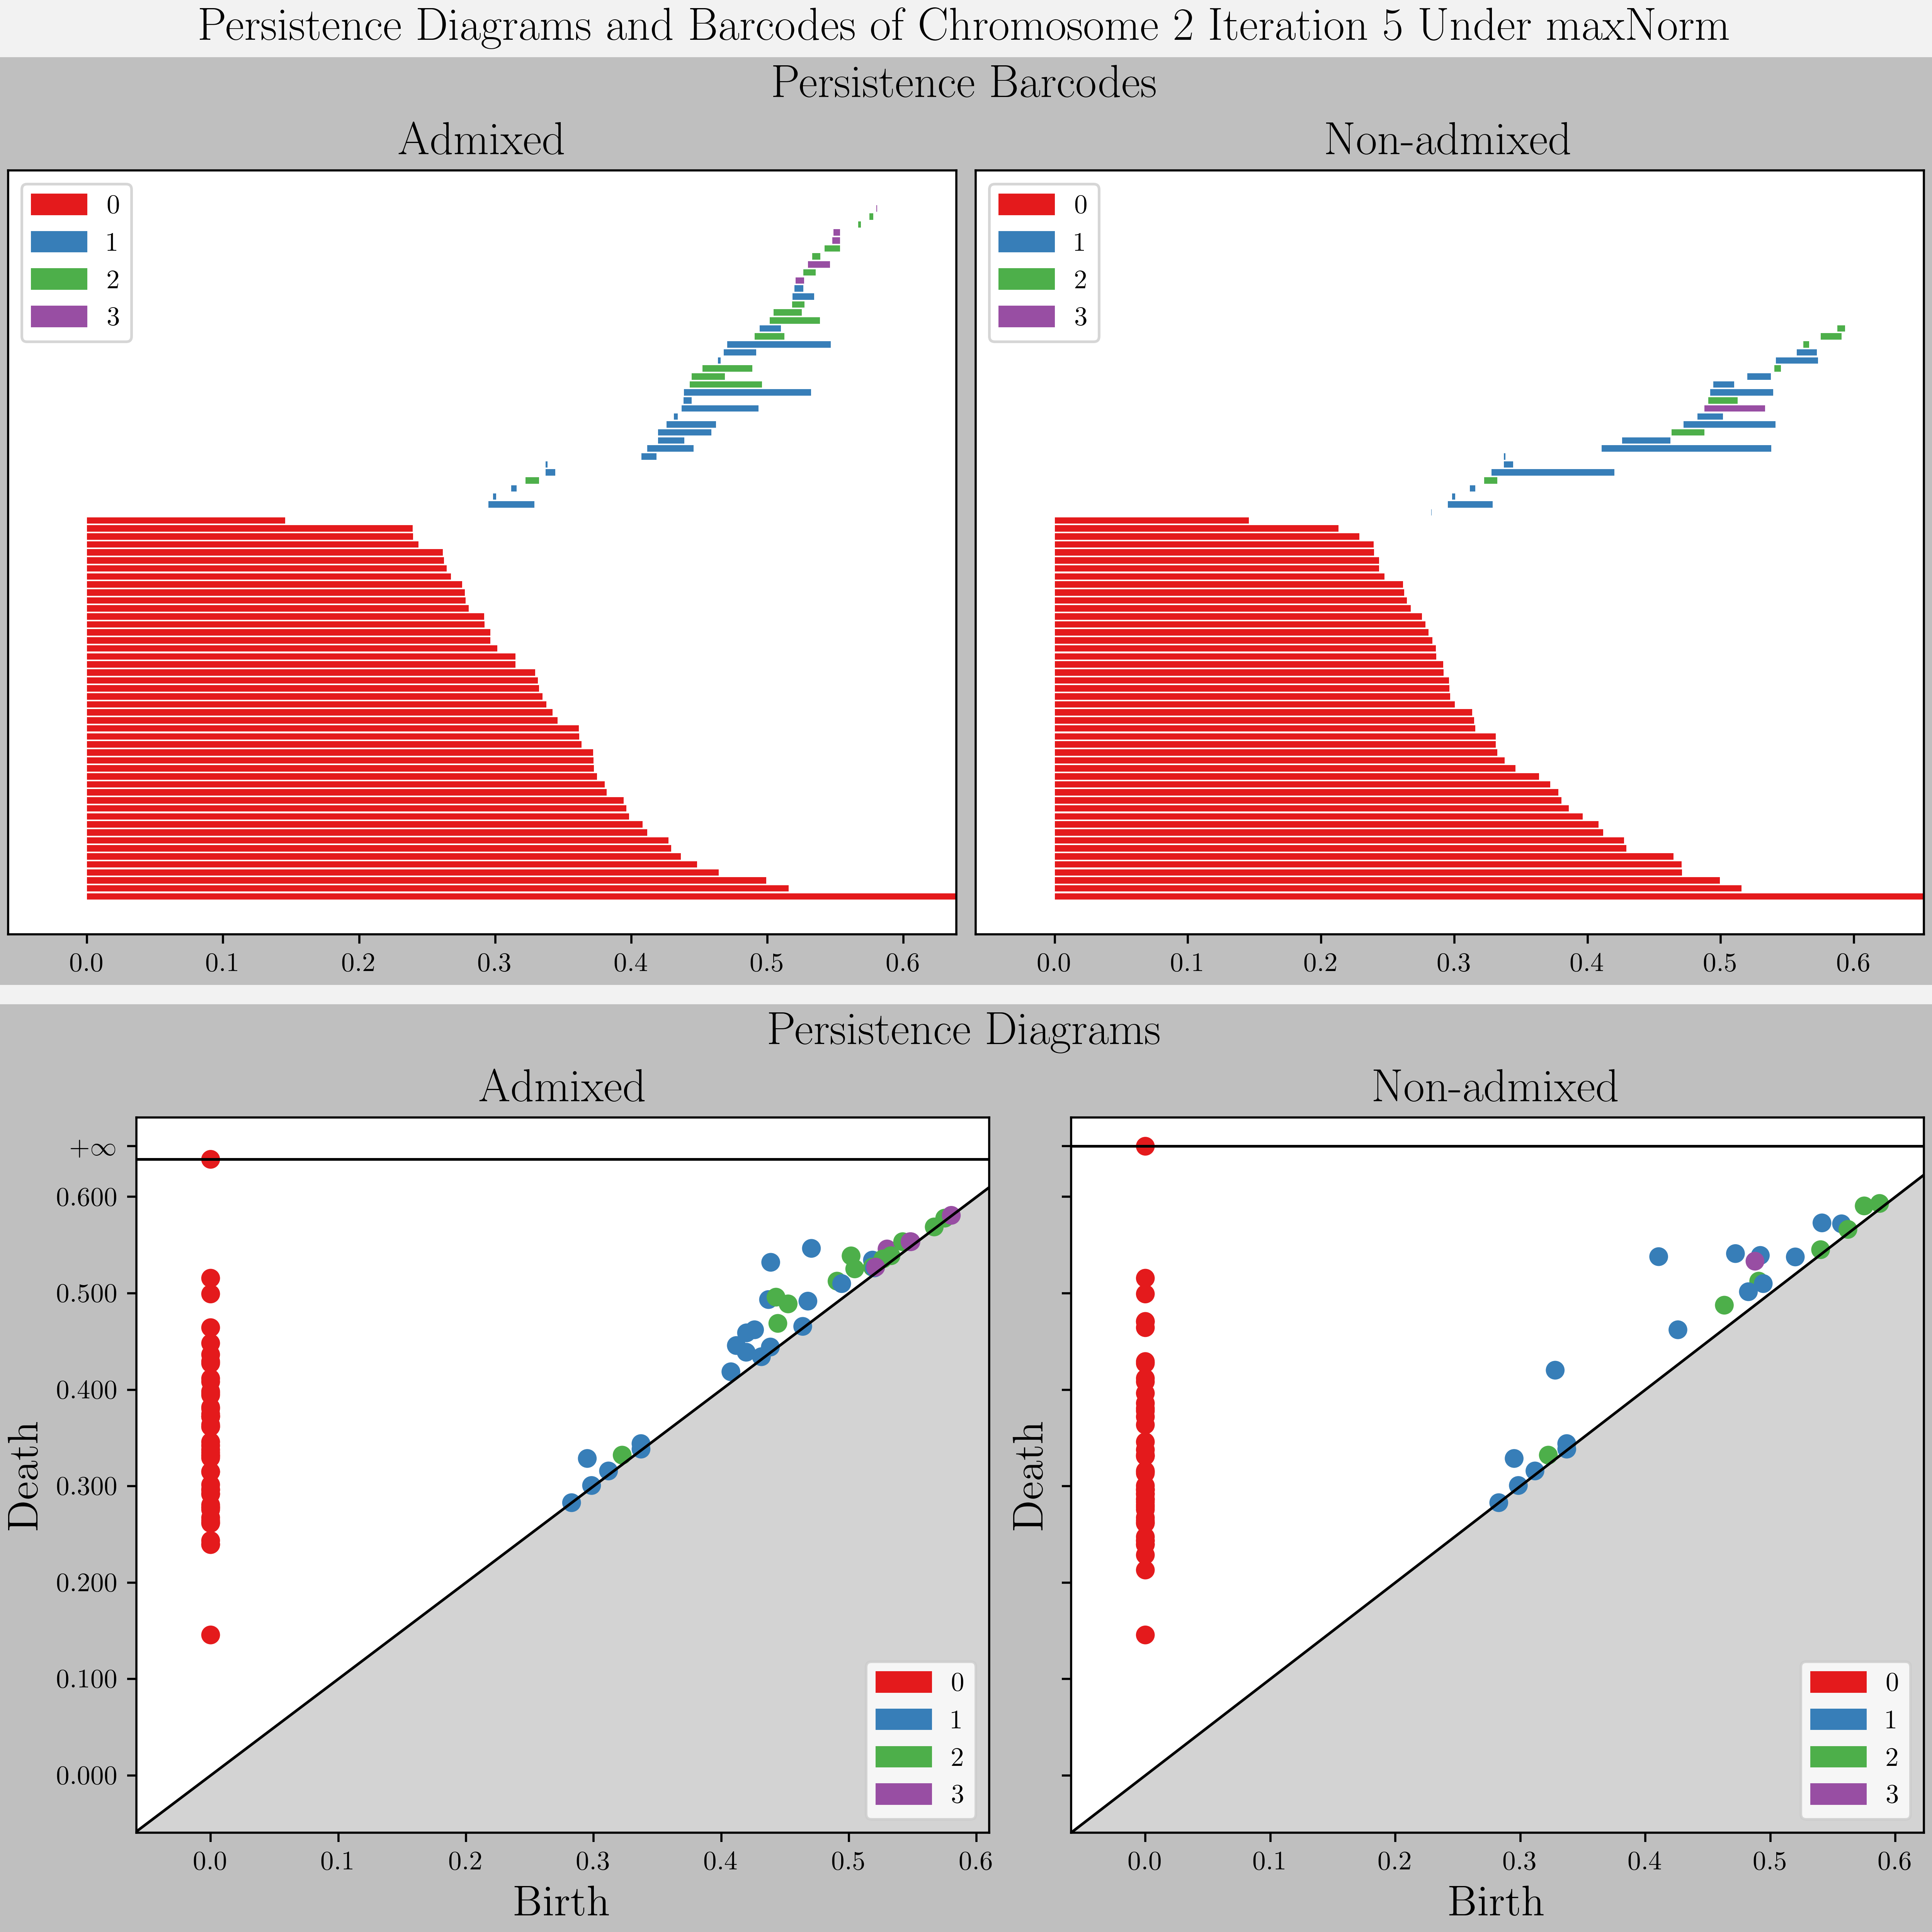 Persistence Diagrams and Barcodes of Chromosome 2 Iteration 5 Under maxNorm
Persistence Barcodes
Admixed
Non-admixed
0
1
2
3
0
1
2
3
0.0 0.1 0.2 0.3 0.4 0.5 0.6
0.0 0.1 0.2 0.3 0.4 0.5 0.6
Persistence Diagrams
Admixed
Non-admixed
+∞
0.600
0.500
0.400
0.300
0.200
0.100
0.000
Death
Death
0
1
2
3
0
1
2
3
0.0 0.1 0.2 0.3 0.4 0.5 0.6
0.0 0.1 0.2 0.3 0.4 0.5 0.6
Birth
Birth